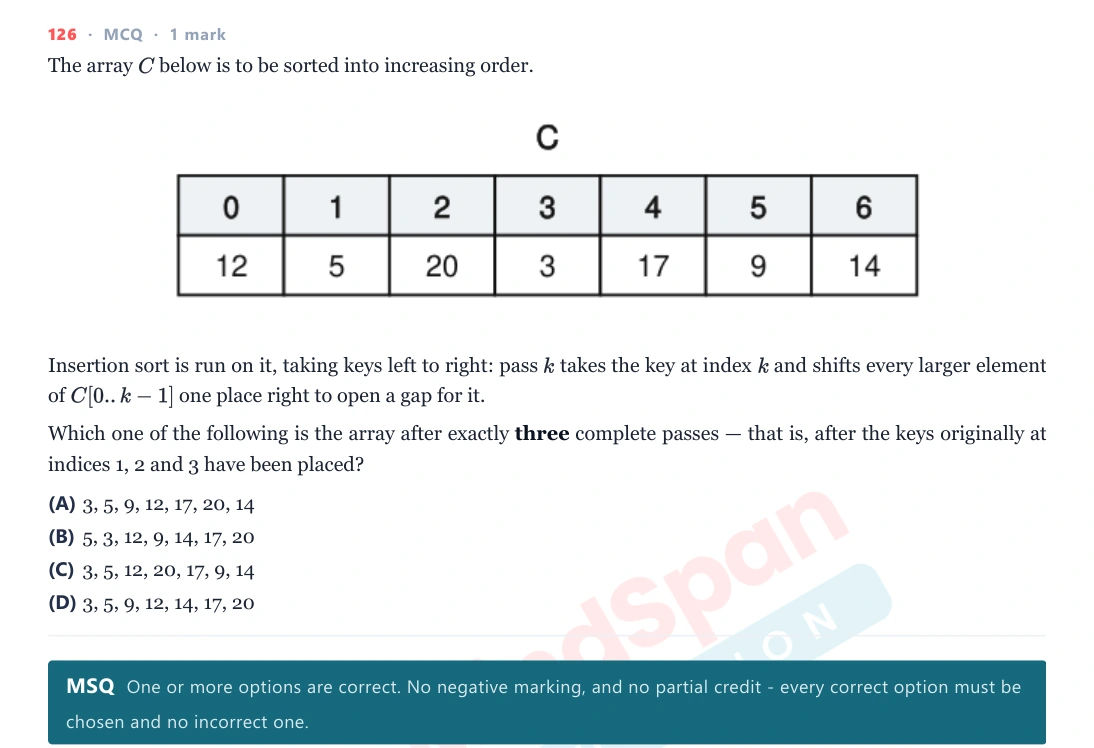 126 · MCQ · 1 mark
The array C below is to be sorted into increasing order.
C
0 1 2 3 4 5 6
12 5 20 3 17 9 14
Insertion sort is run on it, taking keys left to right: pass k takes the key at index k and shifts every larger element
of C[0.. k − 1] one place right to open a gap for it.
Which one of the following is the array after exactly three complete passes — that is, after the keys originally at
indices 1, 2 and 3 have been placed?
(A) 3, 5, 9, 12, 17, 20, 14
(B) 5, 3, 12, 9, 14, 17, 20
(C) 3, 5, 12, 20, 17, 9, 14
(D) 3, 5, 9, 12, 14, 17, 20
MSQ One or more options are correct. No negative marking, and no partial credit - every correct option must be
chosen and no incorrect one.